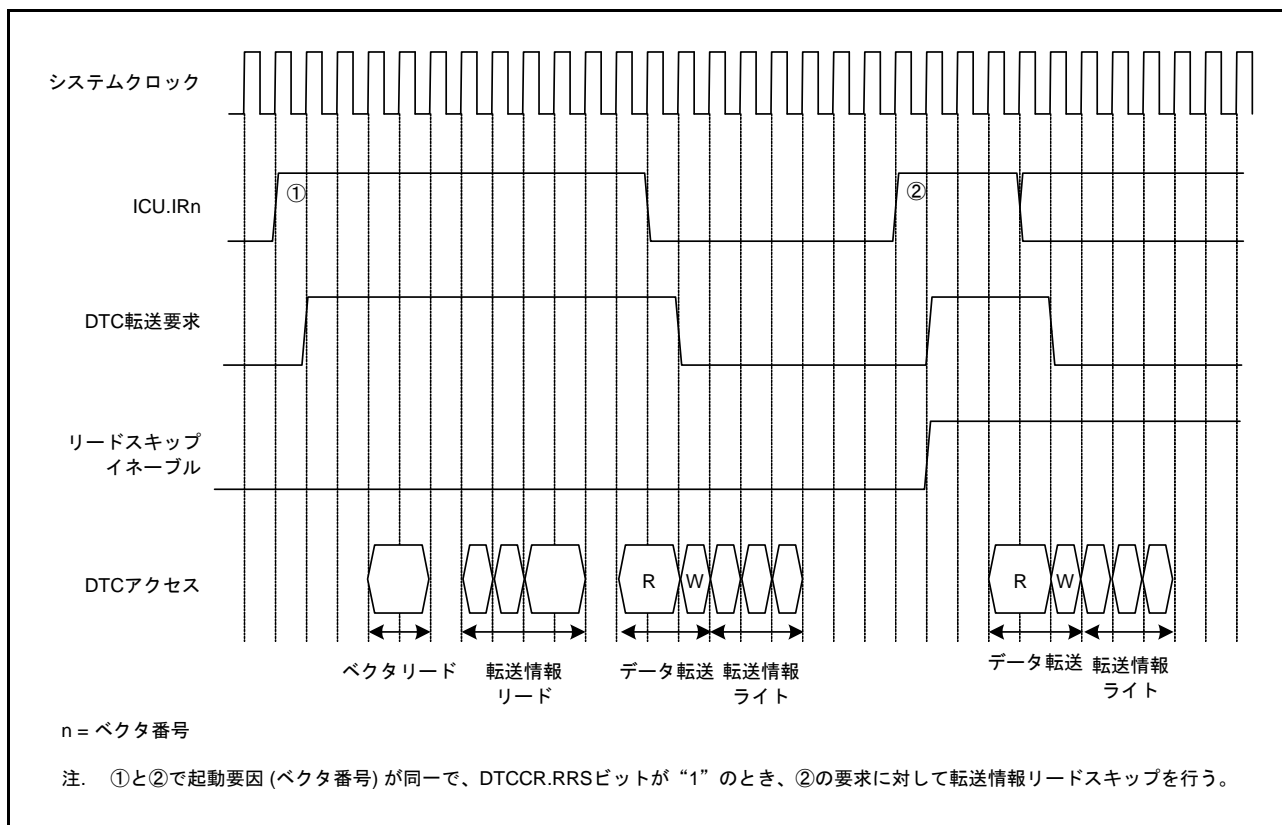 システムクロック
①
②
ICU.IRn
DTC転送要求
リードスキップ
イネーブル
DTCアクセス
R
W
R
W
ベクタリード
転送情報
リード
データ転送
転送情報
ライト
データ転送
転送情報
ライト
n = ベクタ番号
注. ①と②で起動要因 (ベクタ番号) が同一で、DTCCR.RRSビットが“1”のとき、②の要求に対して転送情報リードスキップを行う。